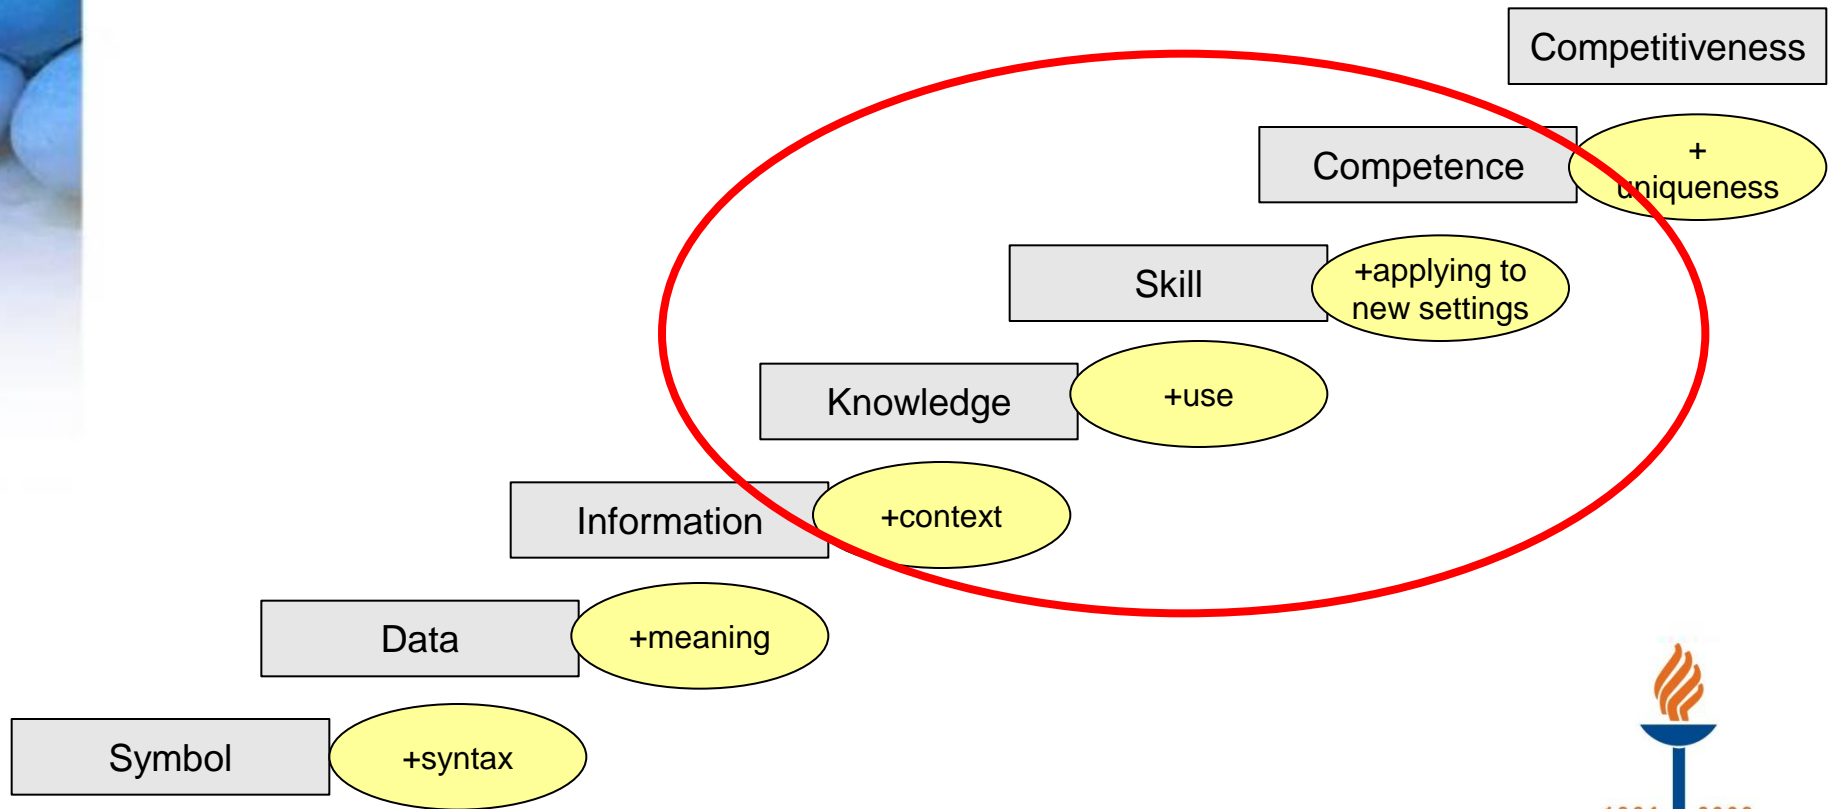 Competitiveness
Competence
+
uniqueness
Skill
+applying to
new settings
Knowledge
+use
Information
+context
Data
+meaning
Symbol
+syntax